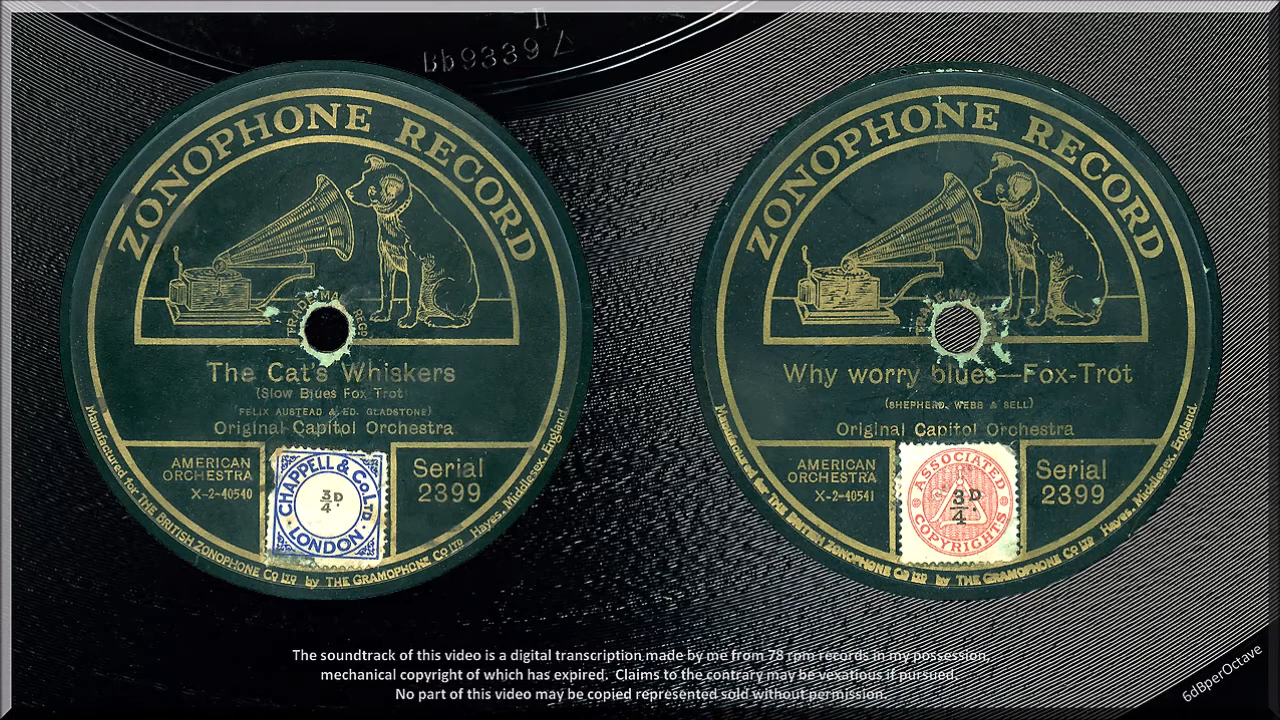 II
Bb9339 △
ZONOPHONE RECORD
TRADE MA
REGD
The Cat's Whiskers
(Slow Blues Fox Trot
(FELIX AUSTEAD & ED. GLADSTONE)
Original Capitol Orchestra
AMERICAN
ORCHESTRA
X-2-40540
CHAPPELL & Co. LTD
3D
4
LONDON
Serial
2399
Manufactured for THE BRITISH ZONOPHONE Co LTD by THE GRAMOPHONE Co LTD Hayes, Middlesex, England.
ZONOPHONE RECORD
Why worry blues—Fox-Trot
(SHEPHERD, WEBB & BELL)
Original Capitol Orchestra
AMERICAN
ORCHESTRA
X-2-40541
ASSOCIATED
3D
4
COPYRIGHTS
Serial
2399
Manufactured for THE BRITISH ZONOPHONE Co LTD by THE GRAMOPHONE Co LTD Hayes, Middlesex, England.
The soundtrack of this video is a digital transcription made by me from 78 rpm records in my possession,
mechanical copyright of which has expired. Claims to the contrary may be vexatious if pursued.
No part of this video may be copied represented sold without permission.
6dBperOctave